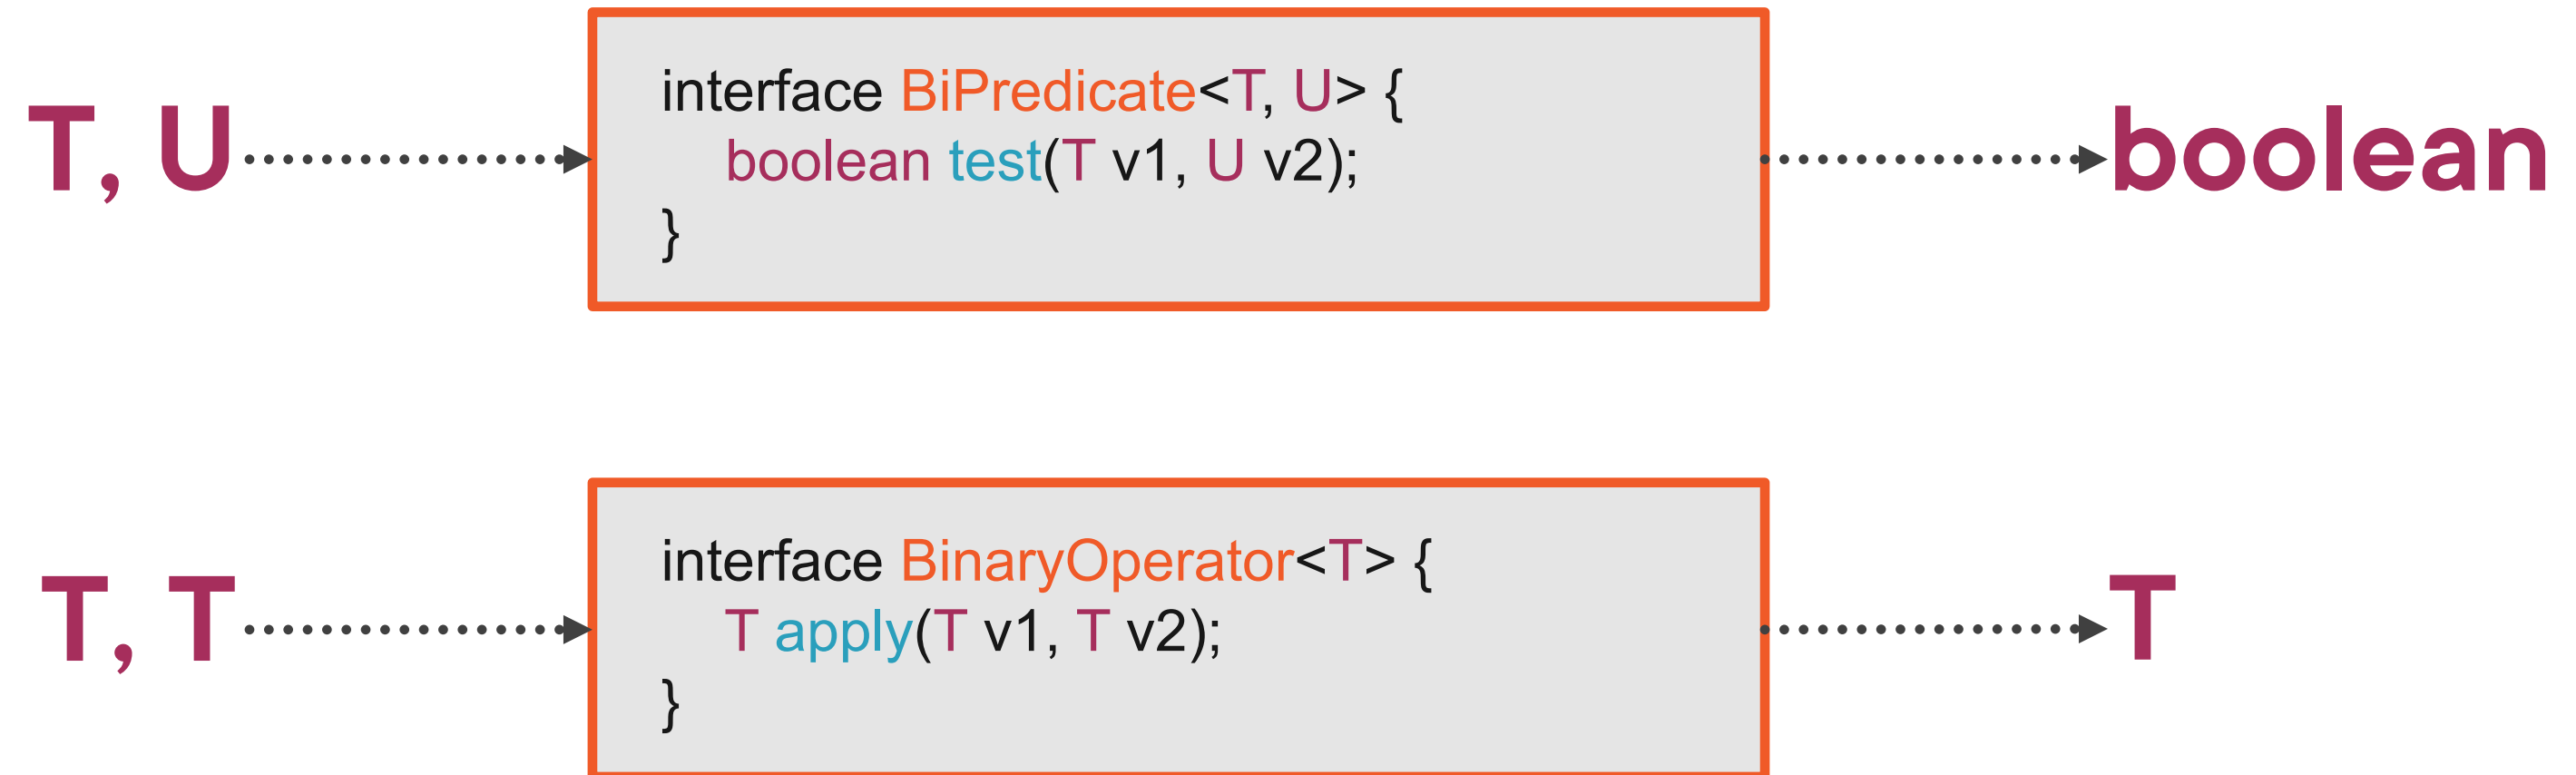 T, U
interface BiPredicate<T, U> {
boolean test(T v1, U v2);
}
boolean
T, T
interface BinaryOperator<T> {
T apply(T v1, T v2);
}
T